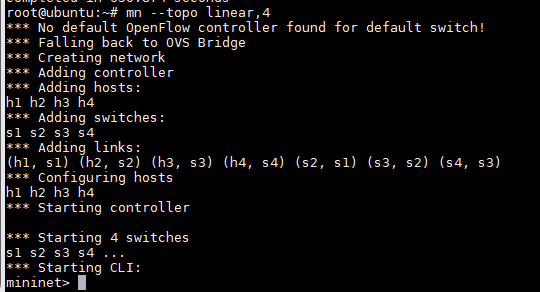 root@ubuntu:~# mn --topo linear,4
*** No default OpenFlow controller found for default switch!
*** Falling back to OVS Bridge
*** Creating network
*** Adding controller
*** Adding hosts:
h1 h2 h3 h4
*** Adding switches:
s1 s2 s3 s4
*** Adding links:
(h1, s1) (h2, s2) (h3, s3) (h4, s4) (s2, s1) (s3, s2) (s4, s3)
*** Configuring hosts
h1 h2 h3 h4
*** Starting controller
*** Starting 4 switches
s1 s2 s3 s4 ...
*** Starting CLI:
mininet>